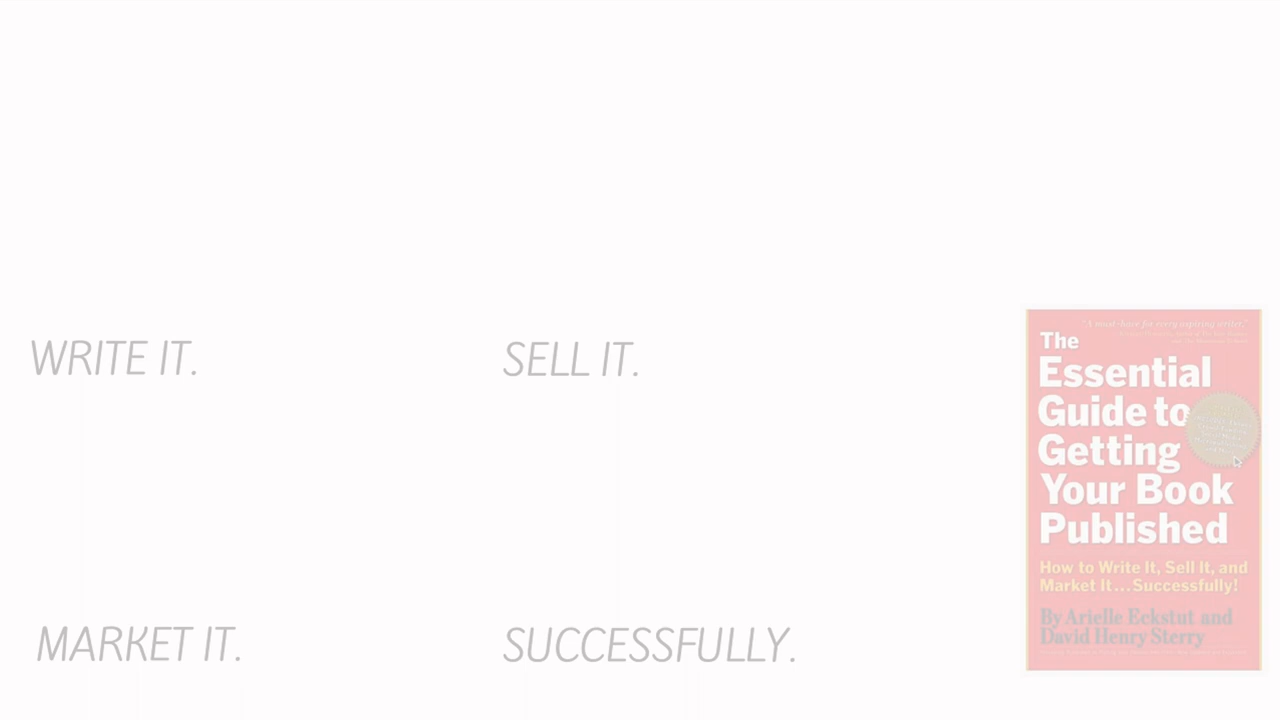 WRITE IT.
SELL IT.
MARKET IT.
SUCCESSFULLY.
"A must-have for every aspiring writer."
The
Essential
Guide to
Getting
Your Book
Published
How to Write It, Sell It, and
Market It...Successfully!
By Arielle Eckstut and
David Henry Sterry